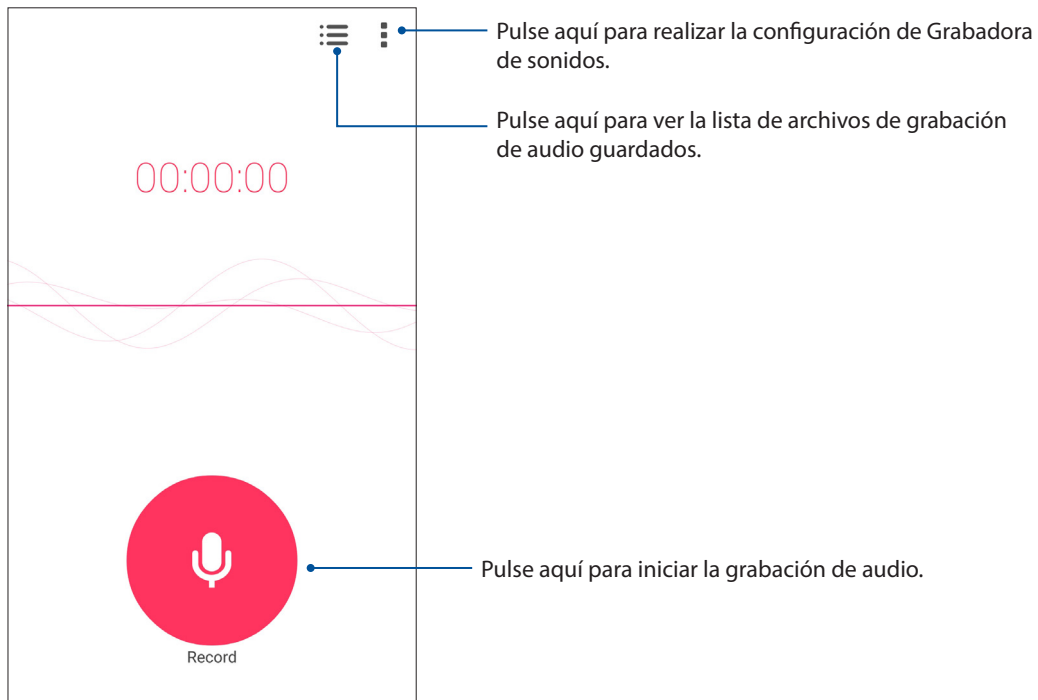 Pulse aquí para realizar la configuración de Grabadora
de sonidos.
Pulse aquí para ver la lista de archivos de grabación
de audio guardados.
00:00:00
Pulse aquí para iniciar la grabación de audio.
Record